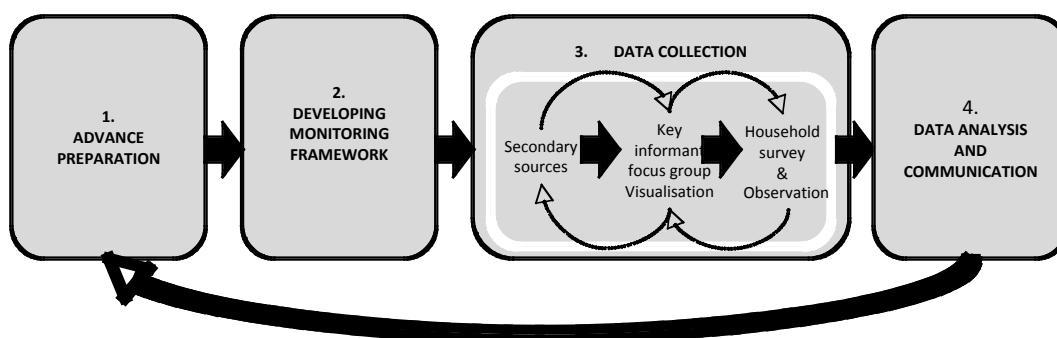 1.
ADVANCE
PREPARATION
2.
DEVELOPING
MONITORING
FRAMEWORK
3. DATA COLLECTION
Secondary
sources
Key
informant
focus group
Visualisation
Household
survey
&
Observation
4.
DATA ANALYSIS
AND
COMMUNICATION